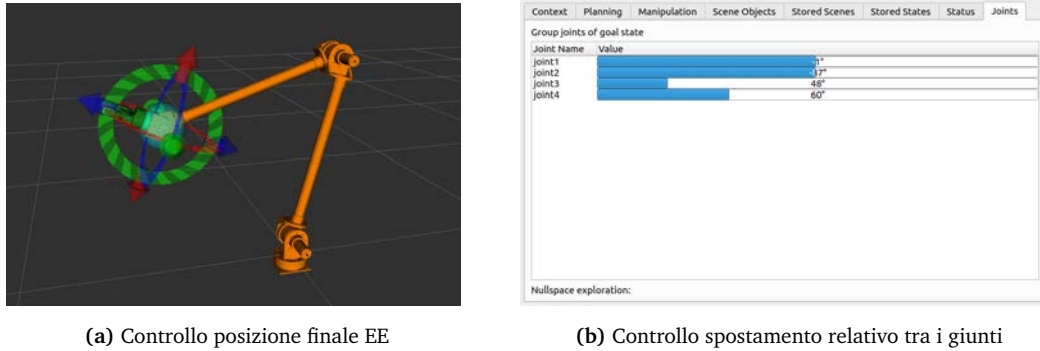 Context Planning Manipulation Scene Objects Stored Scenes Stored States Status Joints
Group joints of goal state
Joint Name Value
joint1
joint2
joint3 48°
joint4 60°
Nullspace exploration:
(a) Controllo posizione finale EE
(b) Controllo spostamento relativo tra i giunti